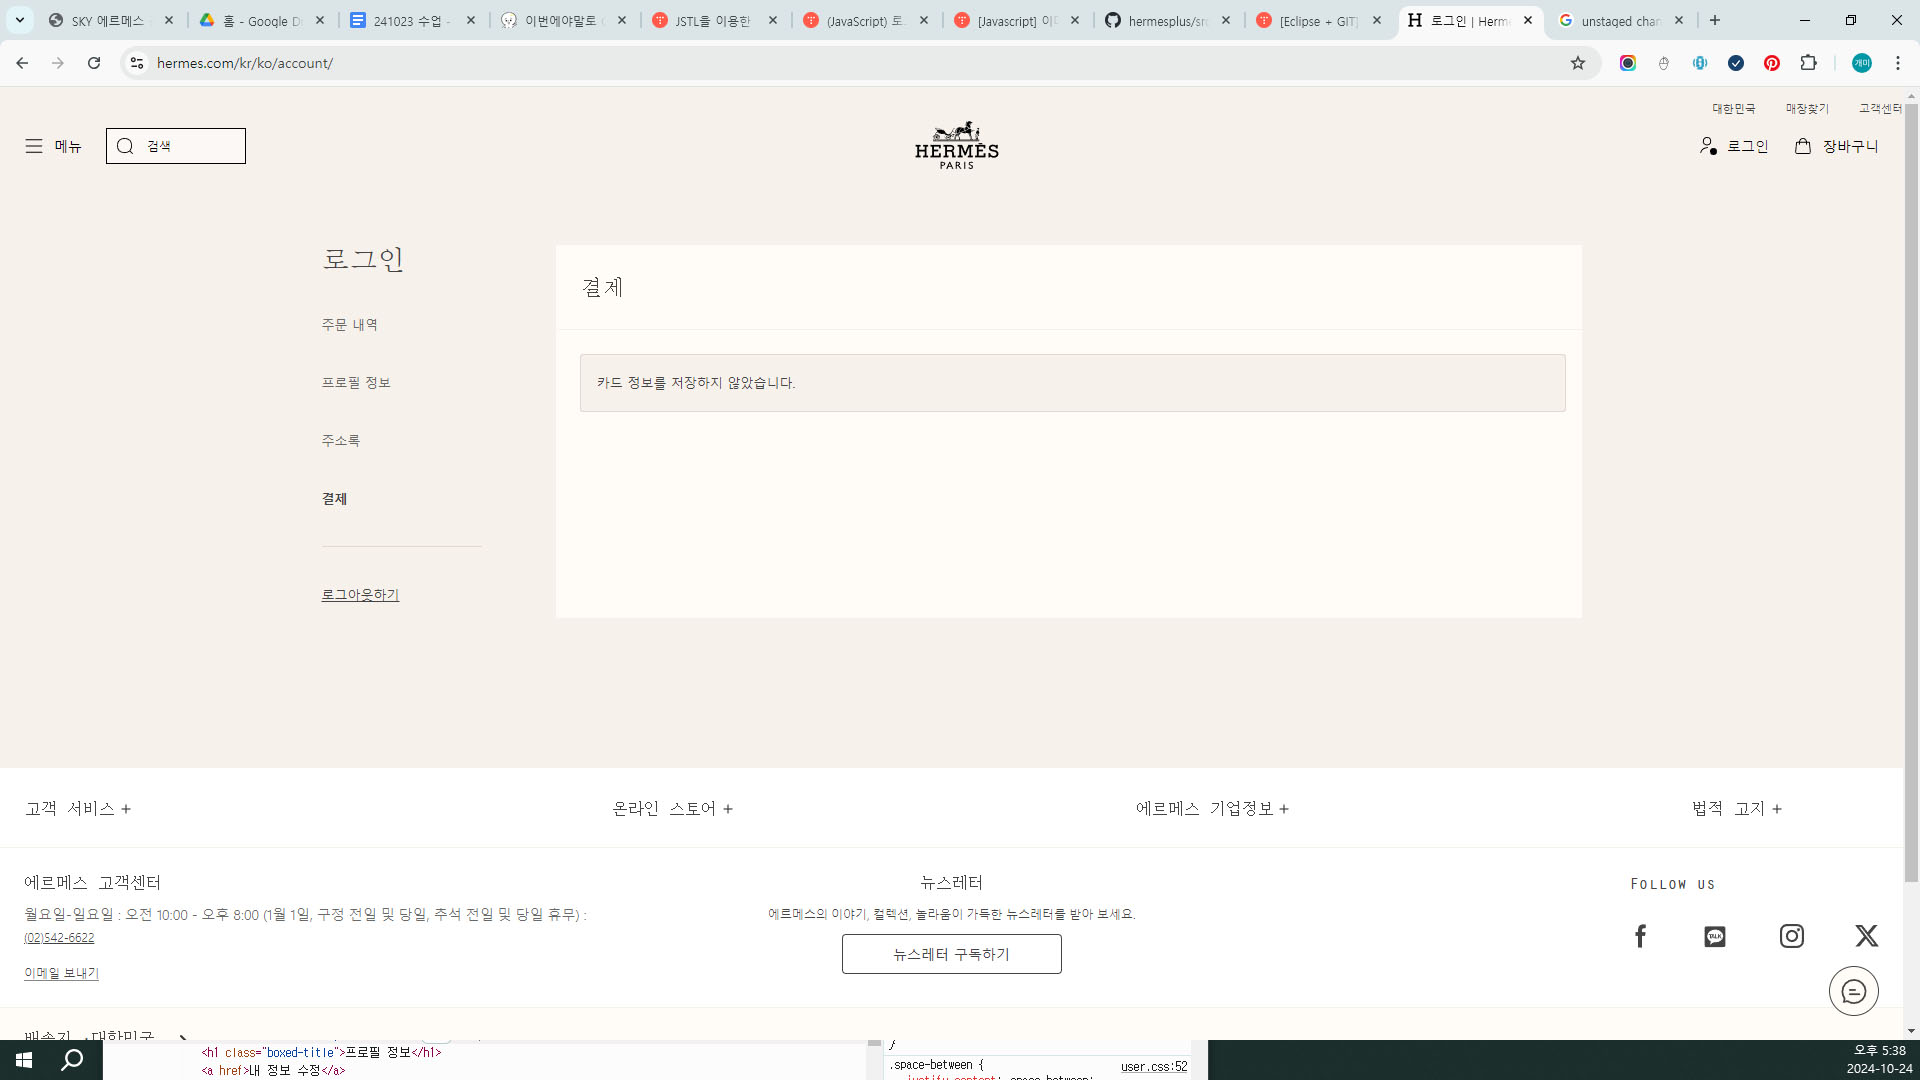 SKY 에르메스
홈 - Google D
241023 수업 -
이번에야말로
JSTL을 이용한
(JavaScript) 로
[Javascript] 이
hermesplus/src
[Eclipse + GIT]
로그인 | Herm
unstaged chan
hermes.com/kr/ko/account/
개미
대한민국
매장찾기
고객센터
메뉴
검색
HERMÈS
PARIS
로그인
장바구니
로그인
주문 내역
프로필 정보
주소록
결제
로그아웃하기
결제
카드 정보를 저장하지 않았습니다.
고객 서비스 +
온라인 스토어 +
에르메스 기업정보 +
법적 고지 +
에르메스 고객센터
월요일-일요일 : 오전 10:00 - 오후 8:00 (1월 1일, 구정 전일 및 당일, 추석 전일 및 당일 휴무) :
(02)542-6622
이메일 보내기
뉴스레터
에르메스의 이야기, 컬렉션, 놀라움이 가득한 뉴스레터를 받아 보세요.
뉴스레터 구독하기
Follow us
TALK
배송지 :대한민국
<h1 class="boxed-title">프로필 정보</h1>
<a href>내 정보 수정</a>
}
.space-between {
user.css:52
justify-content: space-between;
오후 5:38
2024-10-24